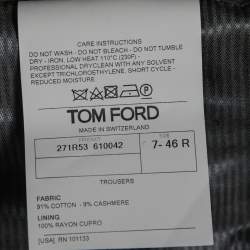 CARE INSTRUCTIONS
DO NOT WASH - DO NOT BLEACH - DO NOT TUMBLE
DRY - IRON, LOW HEAT 110°C (230F) -
PROFESSIONAL DRYCLEAN WITH ANY SOLVENT
EXCEPT TRICHLOROETHYLENE, SHORT CYCLE -
REDUCED MOISTURE
TOM FORD
MADE IN SWITZERLAND
SIZE
271R53 610042
7- 46 R
TROUSERS
FABRIC
91% COTTON - 9% CASHMERE
LINING
100% RAYON CUPRO
[USA] RN 101133